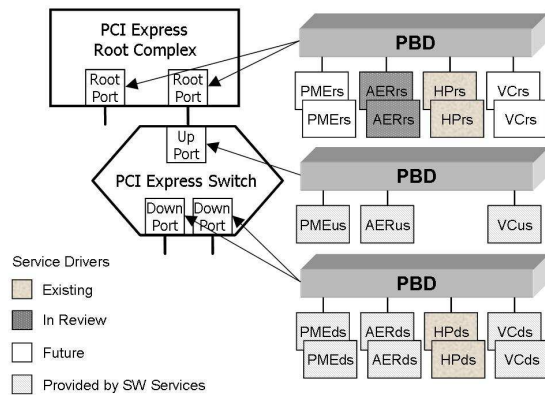 PCI Express
Root Complex
Root
Port
Root
Port
Up
Port
PCI Express Switch
Down
Port
Down
Port
PBD
PMErs
AERrs
HPrs
VCrs
PMErs
AERrs
HPrs
VCrs
PBD
PMEus
AERus
VCus
PBD
PMEds
AERds
HPds
VCds
PMEds
AERds
HPds
VCds
Service Drivers
Existing
In Review
Future
Provided by SW Services